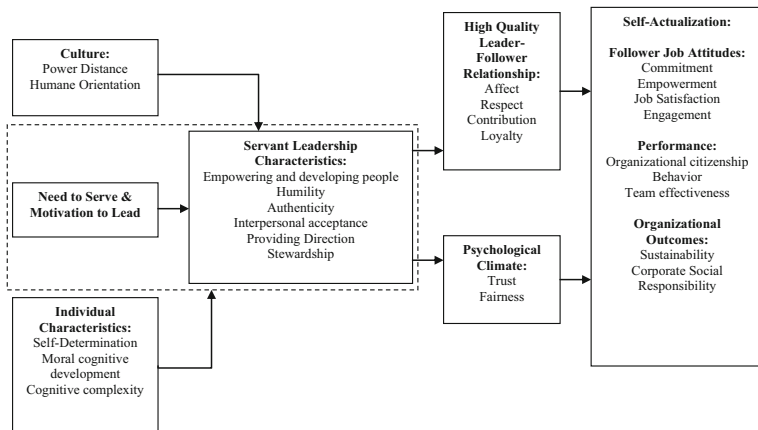 Culture:
Power Distance
Humane Orientation
Need to Serve &
Motivation to Lead
Individual
Characteristics:
Self-Determination
Moral cognitive
development
Cognitive complexity
Servant Leadership
Characteristics:
Empowering and developing people
Humility
Authenticity
Interpersonal acceptance
Providing Direction
Stewardship
High Quality
Leader-
Follower
Relationship:
Affect
Respect
Contribution
Loyalty
Psychological
Climate:
Trust
Fairness
Self-Actualization:
Follower Job Attitudes:
Commitment
Empowerment
Job Satisfaction
Engagement
Performance:
Organizational citizenship
Behavior
Team effectiveness
Organizational
Outcomes:
Sustainability
Corporate Social
Responsibility